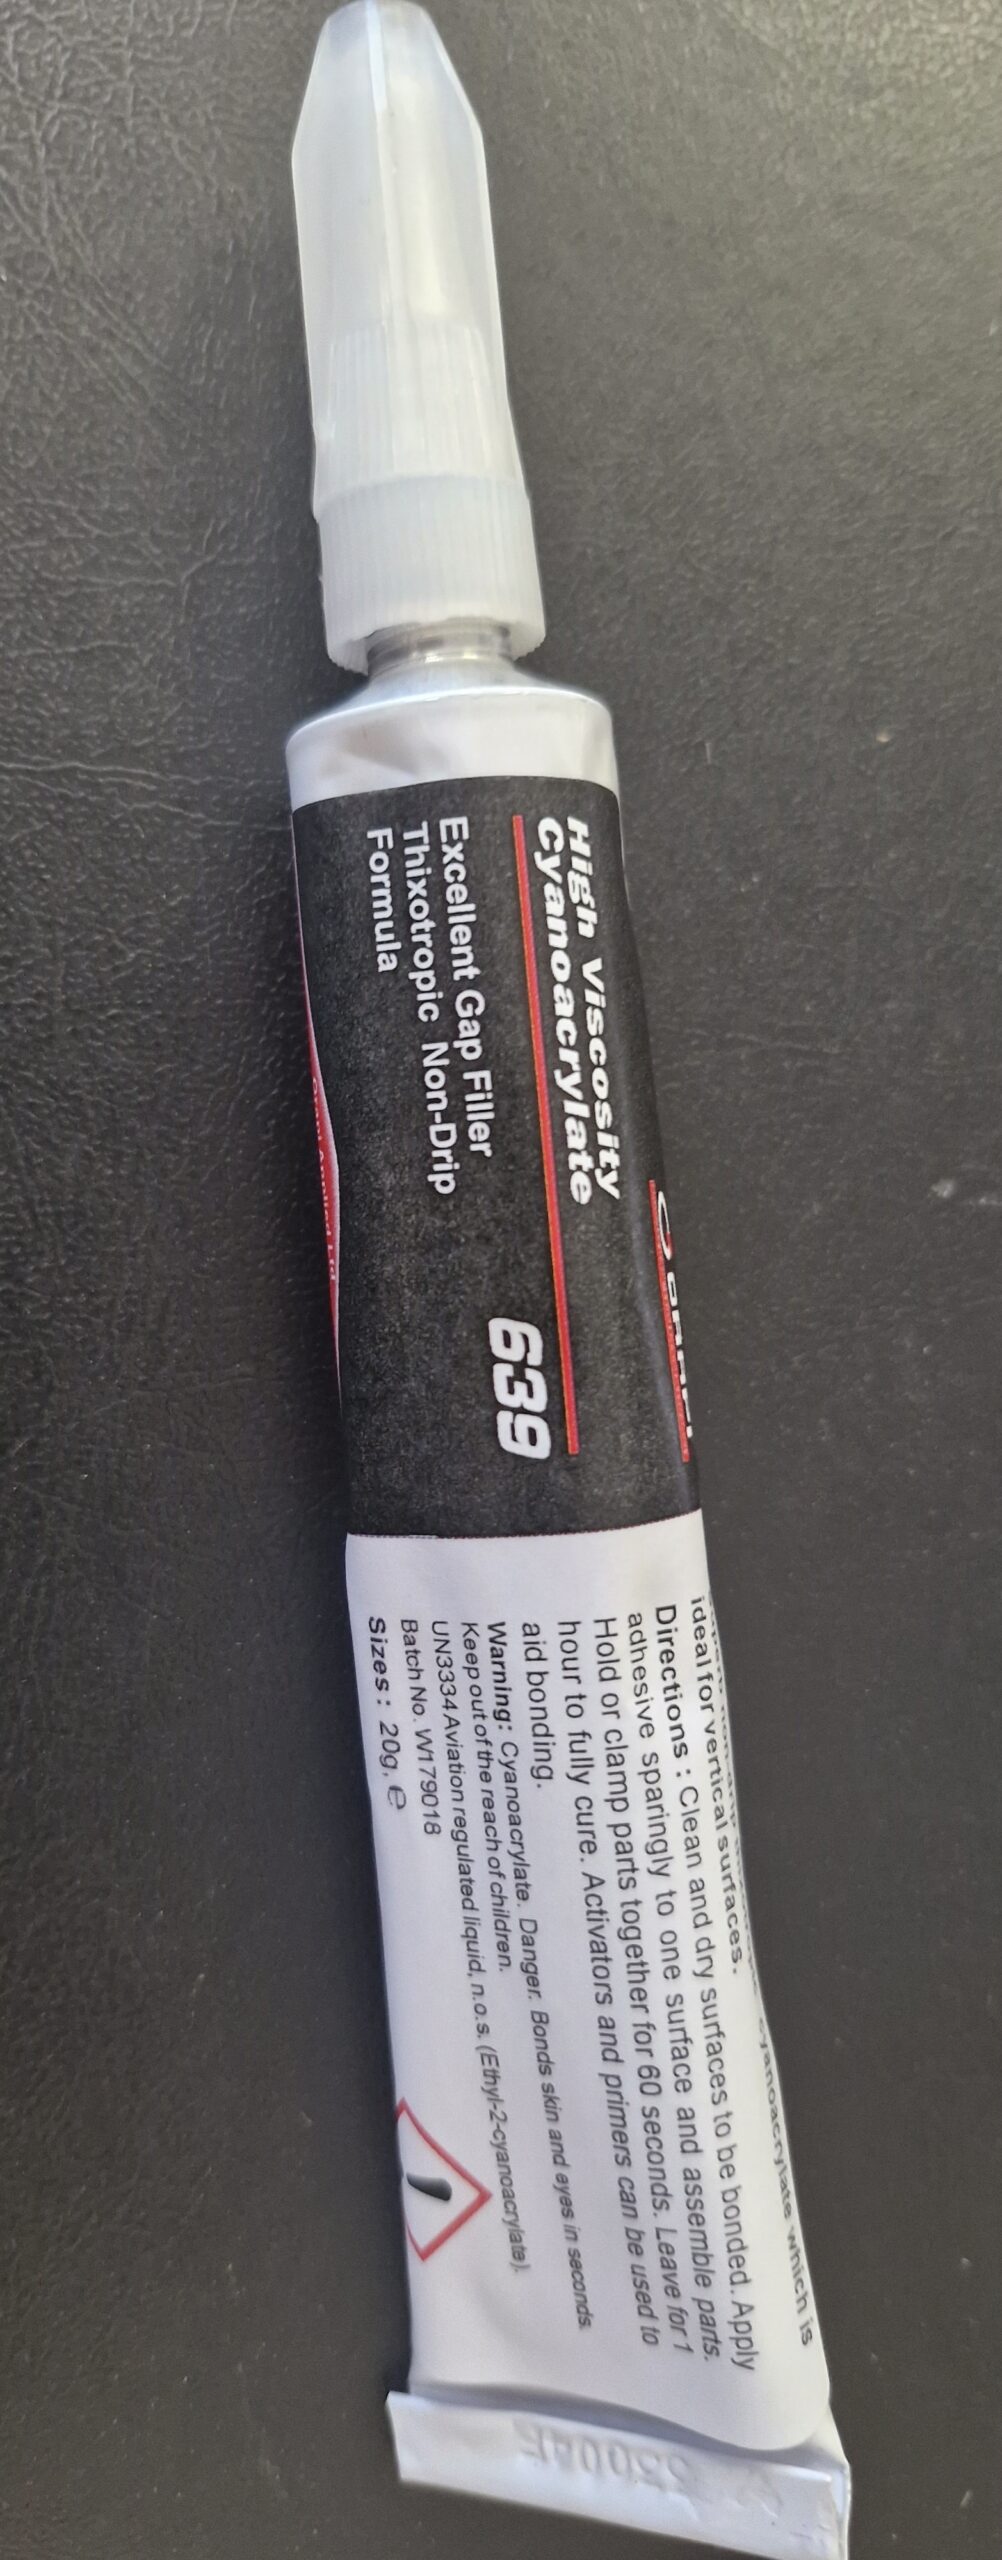 High Viscosity
Cyanoacrylate
Excellent Gap Filler
Thixotropic Non-Drip
Formula
639
cyanoacrylate which is
ideal for vertical surfaces.
Directions : Clean and dry surfaces to be bonded. Apply
adhesive sparingly to one surface and assemble parts.
Hold or clamp parts together for 60 seconds. Leave for 1
hour to fully cure. Activators and primers can be used to
aid bonding.
Warning: Cyanoacrylate. Danger. Bonds skin and eyes in seconds.
Keep out of the reach of children.
UN3334 Aviation regulated liquid, n.o.s. (Ethyl-2-cyanoacrylate).
Batch No. W179018
Sizes : 20g, e